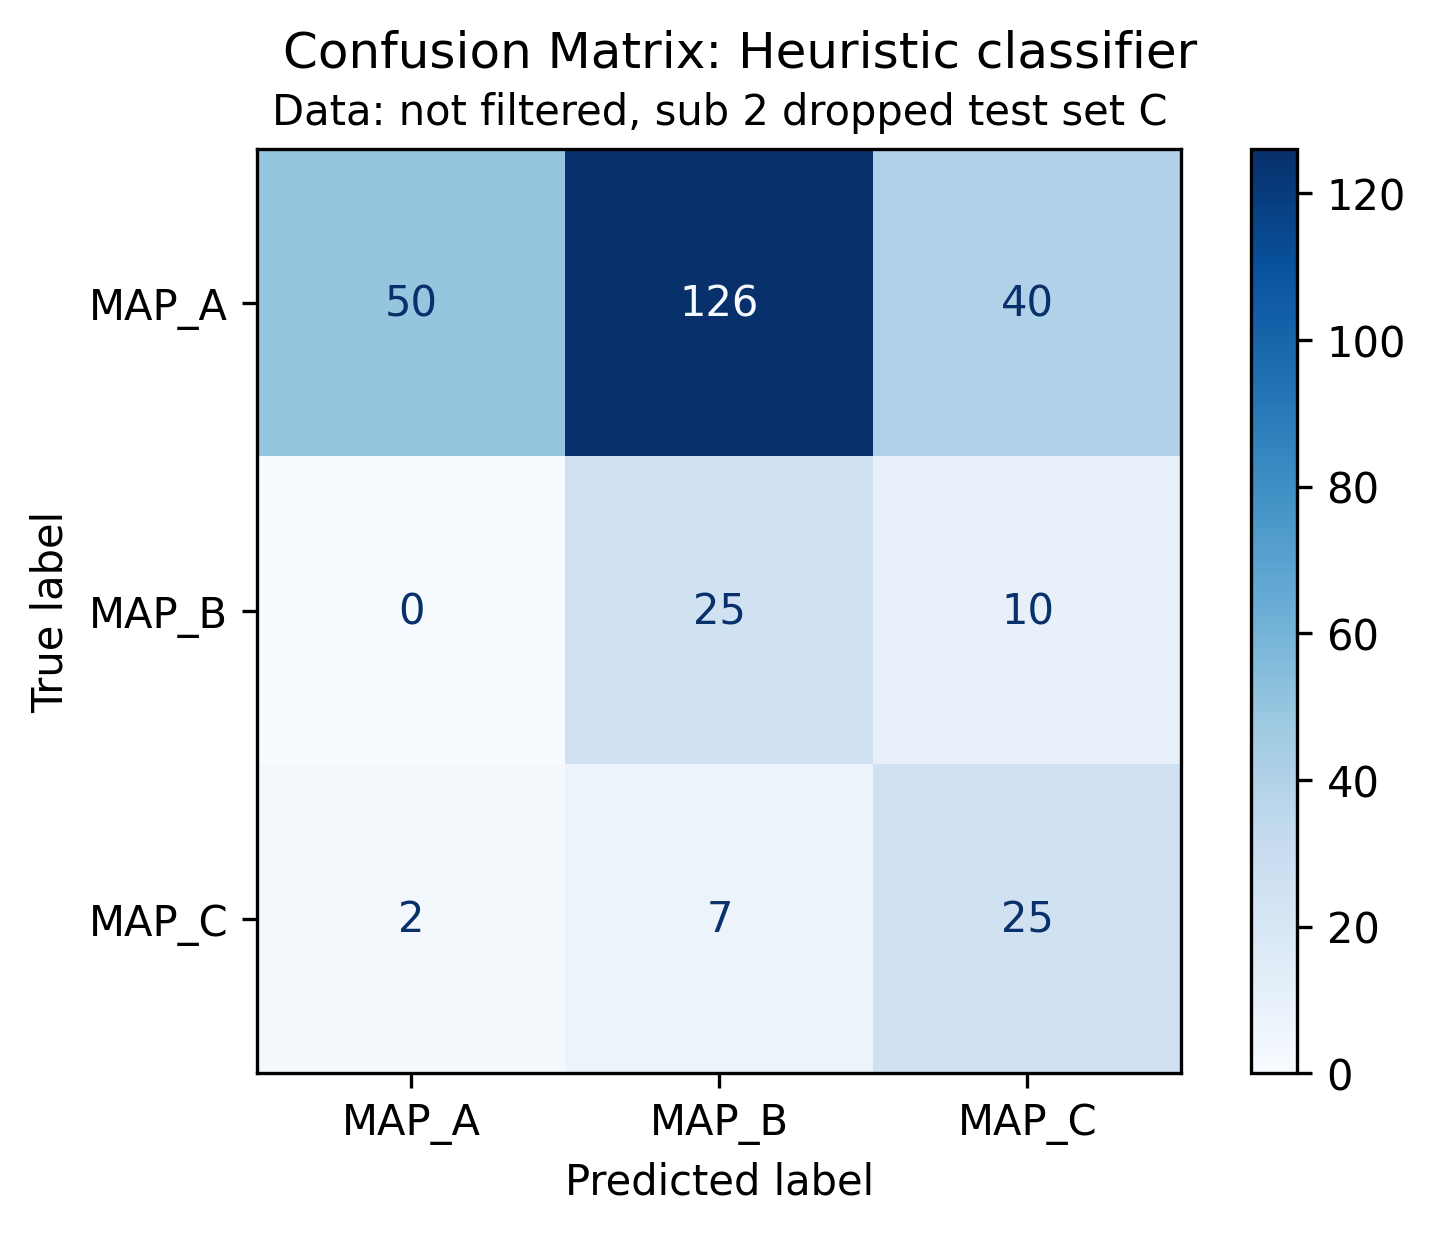 Confusion Matrix: Heuristic classifier
Data: not filtered, sub 2 dropped test set C
True label
MAP_A
50 126 40
MAP_B
0 25 10
MAP_C
2 7 25
MAP_A MAP_B MAP_C
Predicted label
120
100
80
60
40
20
0